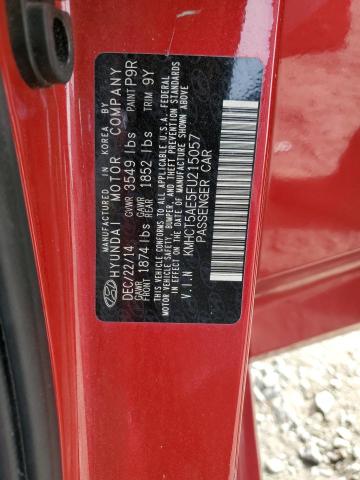 MANUFACTURED IN KOREA BY
HYUNDAI MOTOR COMPANY
DEC/22/14 GVWR 3549 lbs PAINT P9R
GAWR FRONT 1874 lbs GAWR REAR 1852 lbs TRIM 9Y
THIS VEHICLE CONFORMS TO ALL APPLICABLE U.S.A. FEDERAL
MOTOR VEHICLE SAFETY, BUMPER, AND THEFT PREVENTION STANDARDS
IN EFFECT ON THE DATE OF MANUFACTURE SHOWN ABOVE
V.I.N KMHCT5AE5FU215057
PASSENGER CAR